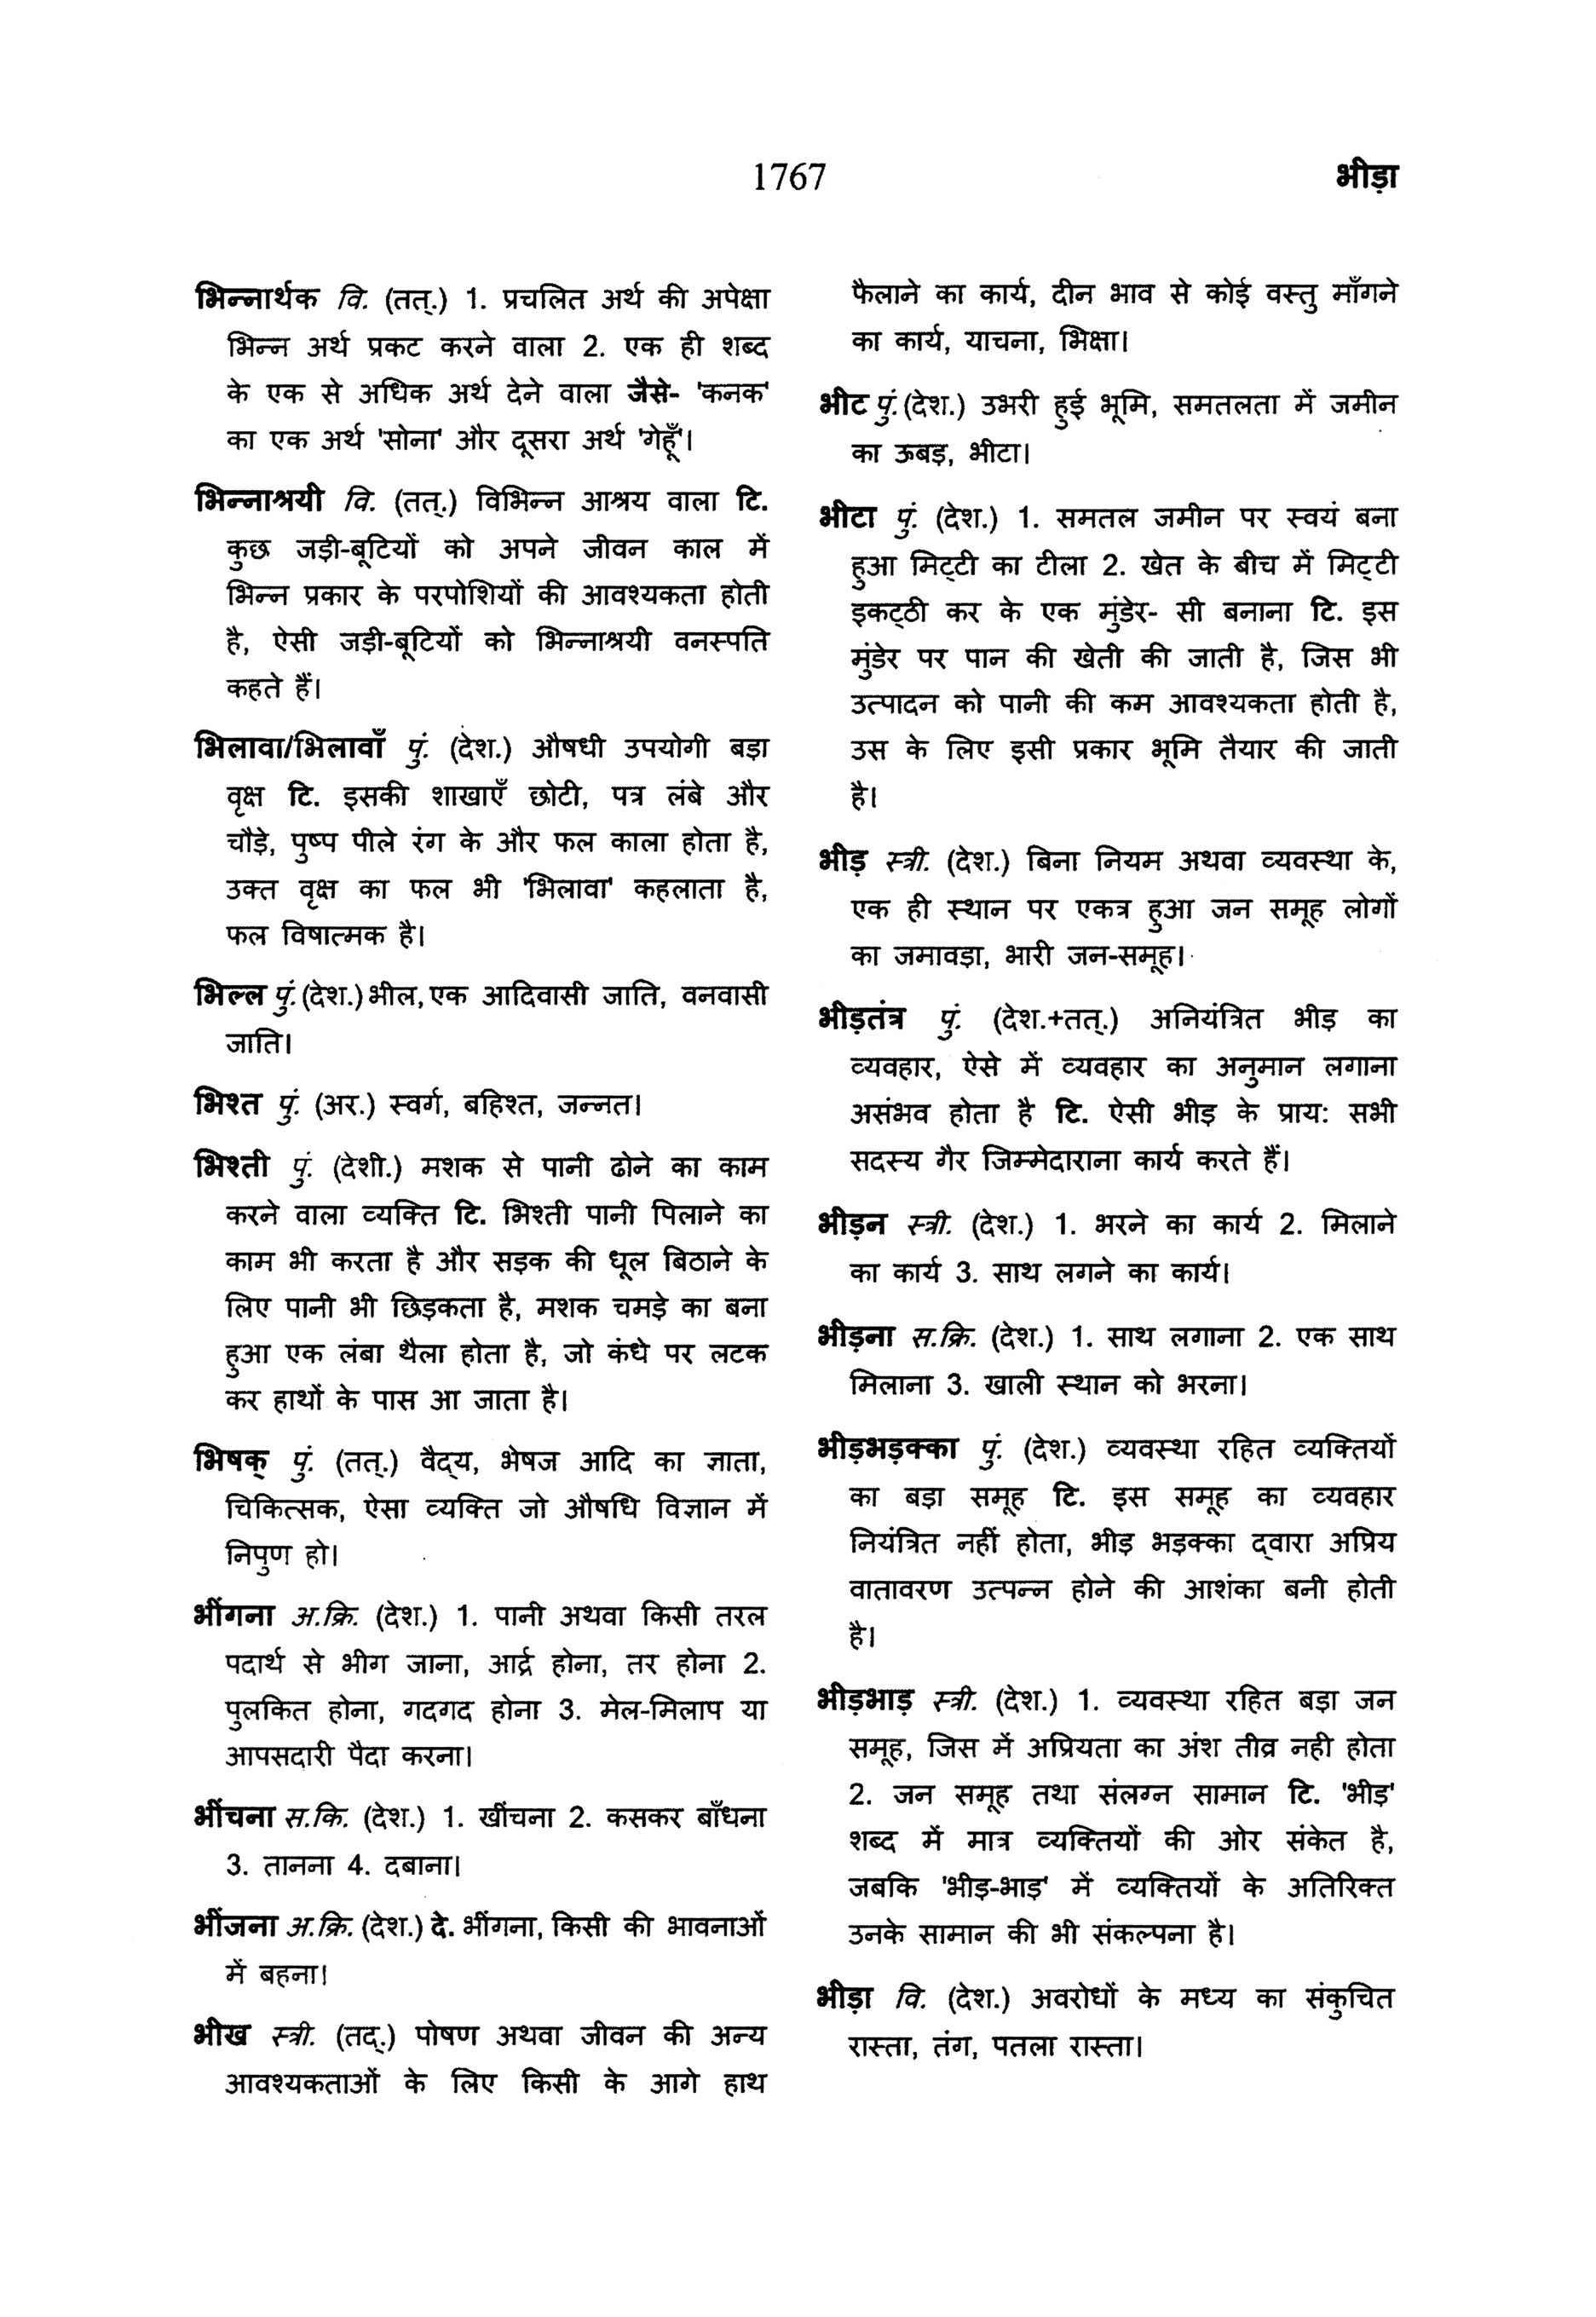 1767
भीड़ा
भिन्नार्थक वि. (तत्.) 1. प्रचलित अर्थ की अपेक्षा
भिन्न अर्थ प्रकट करने वाला 2. एक ही शब्द
के एक से अधिक अर्थ देने वाला जैसे- 'कनक'
का एक अर्थ 'सोना' और दूसरा अर्थ 'गेहूँ'।
भिन्नाश्रयी वि. (तत्.) विभिन्न आश्रय वाला टि.
कुछ जड़ी-बूटियों को अपने जीवन काल में
भिन्न प्रकार के परपोशियों की आवश्यकता होती
है, ऐसी जड़ी-बूटियों को भिन्नाश्रयी वनस्पति
कहते हैं।
भिलावा/भिलावाँ पुं. (देश.) औषधी उपयोगी बड़ा
वृक्ष टि. इसकी शाखाएँ छोटी, पत्र लंबे और
चौड़े, पुष्प पीले रंग के और फल काला होता है,
उक्त वृक्ष का फल भी 'भिलावा' कहलाता है,
फल विषात्मक है।
भिल्ल पुं. (देश.) भील, एक आदिवासी जाति, वनवासी
जाति।
भिश्त पुं. (अर.) स्वर्ग, बहिश्त, जन्नत।
भिश्ती पुं. (देशी.) मशक से पानी ढोने का काम
करने वाला व्यक्ति टि. भिश्ती पानी पिलाने का
काम भी करता है और सड़क की धूल बिठाने के
लिए पानी भी छिड़कता है, मशक चमड़े का बना
हुआ एक लंबा थैला होता है, जो कंधे पर लटक
कर हाथों के पास आ जाता है।
भिषक् पुं. (तत्.) वैद्‍य, भेषज आदि का ज्ञाता,
चिकित्सक, ऐसा व्यक्ति जो औषधि विज्ञान में
निपुण हो।
भींगना अ.क्रि. (देश.) 1. पानी अथवा किसी तरल
पदार्थ से भीग जाना, आर्द्र होना, तर होना 2.
पुलकित होना, गदगद होना 3. मेल-मिलाप या
आपसदारी पैदा करना।
भींचना स.कि. (देश.) 1. खींचना 2. कसकर बाँधना
3. तानना 4. दबाना।
भींजना अ.क्रि. (देश.) दे. भींगना, किसी की भावनाओं
में बहना।
भीख स्त्री. (तद्.) पोषण अथवा जीवन की अन्य
आवश्यकताओं के लिए किसी के आगे हाथ
फैलाने का कार्य, दीन भाव से कोई वस्तु माँगने
का कार्य, याचना, भिक्षा।
भीट पुं. (देश.) उभरी हुई भूमि, समतलता में जमीन
का ऊबड़, भीटा।
भीटा पुं. (देश.) 1. समतल जमीन पर स्वयं बना
हुआ मिट्‍टी का टीला 2. खेत के बीच में मिट्‍टी
इकट्‍ठी कर के एक मुंडेर- सी बनाना टि. इस
मुंडेर पर पान की खेती की जाती है, जिस भी
उत्पादन को पानी की कम आवश्यकता होती है,
उस के लिए इसी प्रकार भूमि तैयार की जाती
है।
भीड़ स्त्री. (देश.) बिना नियम अथवा व्यवस्था के,
एक ही स्थान पर एकत्र हुआ जन समूह लोगों
का जमावड़ा, भारी जन-समूह।
भीड़तंत्र पुं. (देश.+तत्.) अनियंत्रित भीड़ का
व्यवहार, ऐसे में व्यवहार का अनुमान लगाना
असंभव होता है टि. ऐसी भीड़ के प्राय: सभी
सदस्य गैर जिम्मेदाराना कार्य करते हैं।
भीड़न स्त्री. (देश.) 1. भरने का कार्य 2. मिलाने
का कार्य 3. साथ लगने का कार्य।
भीड़ना स.क्रि. (देश.) 1. साथ लगाना 2. एक साथ
मिलाना 3. खाली स्थान को भरना।
भीड़भड़क्का पुं. (देश.) व्यवस्था रहित व्यक्तियों
का बड़ा समूह टि. इस समूह का व्यवहार
नियंत्रित नहीं होता, भीड़ भड़क्का द्‍वारा अप्रिय
वातावरण उत्पन्न होने की आशंका बनी होती
है।
भीड़भाड़ स्त्री. (देश.) 1. व्यवस्था रहित बड़ा जन
समूह, जिस में अप्रियता का अंश तीव्र नही होता
2. जन समूह तथा संलग्न सामान टि. 'भीड़'
शब्द में मात्र व्यक्तियों की ओर संकेत है,
जबकि 'भीड़-भाड़' में व्यक्तियों के अतिरिक्त
उनके सामान की भी संकल्पना है।
भीड़ा वि. (देश.) अवरोधों के मध्य का संकुचित
रास्ता, तंग, पतला रास्ता।